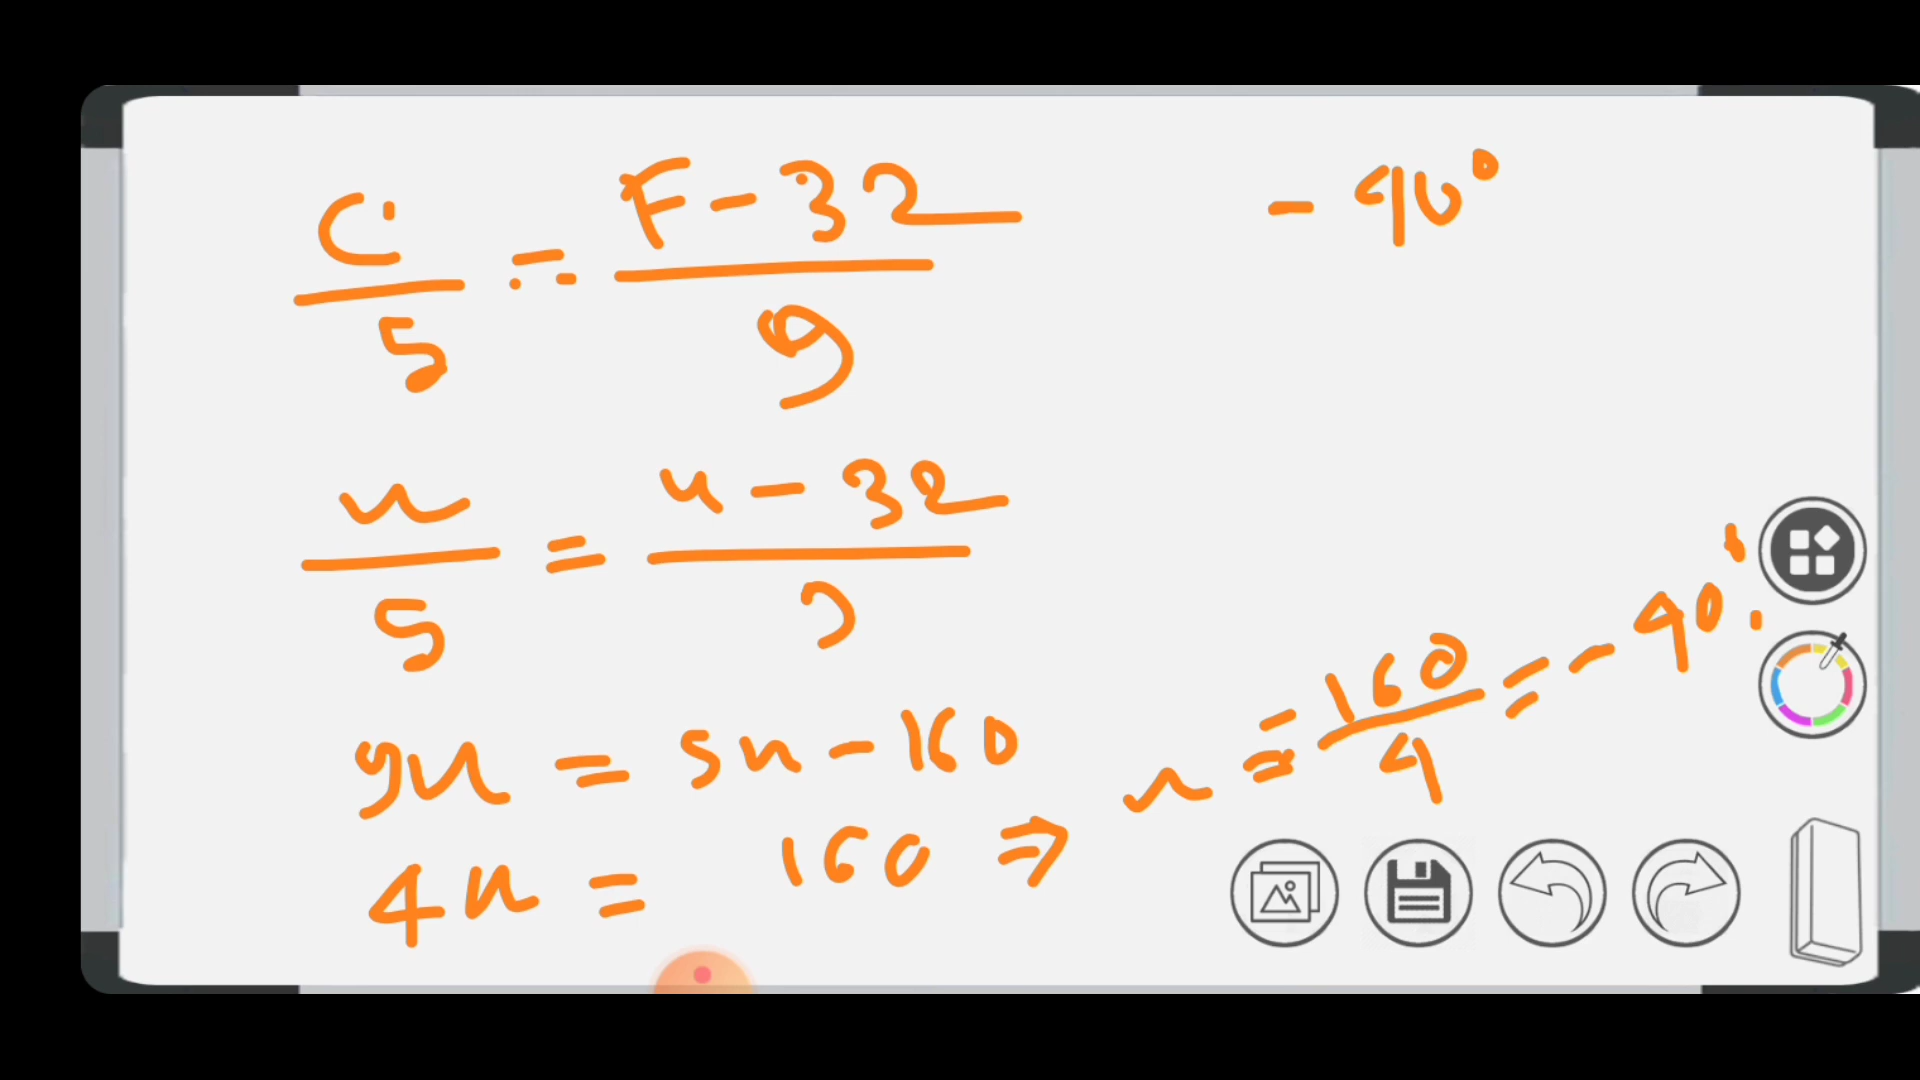 C/5 = (F - 32)/9
- 40°
x/5 = (x - 32)/9
9x = 5x - 160
4x = 160 ⇒ x = 160/4 = - 40°